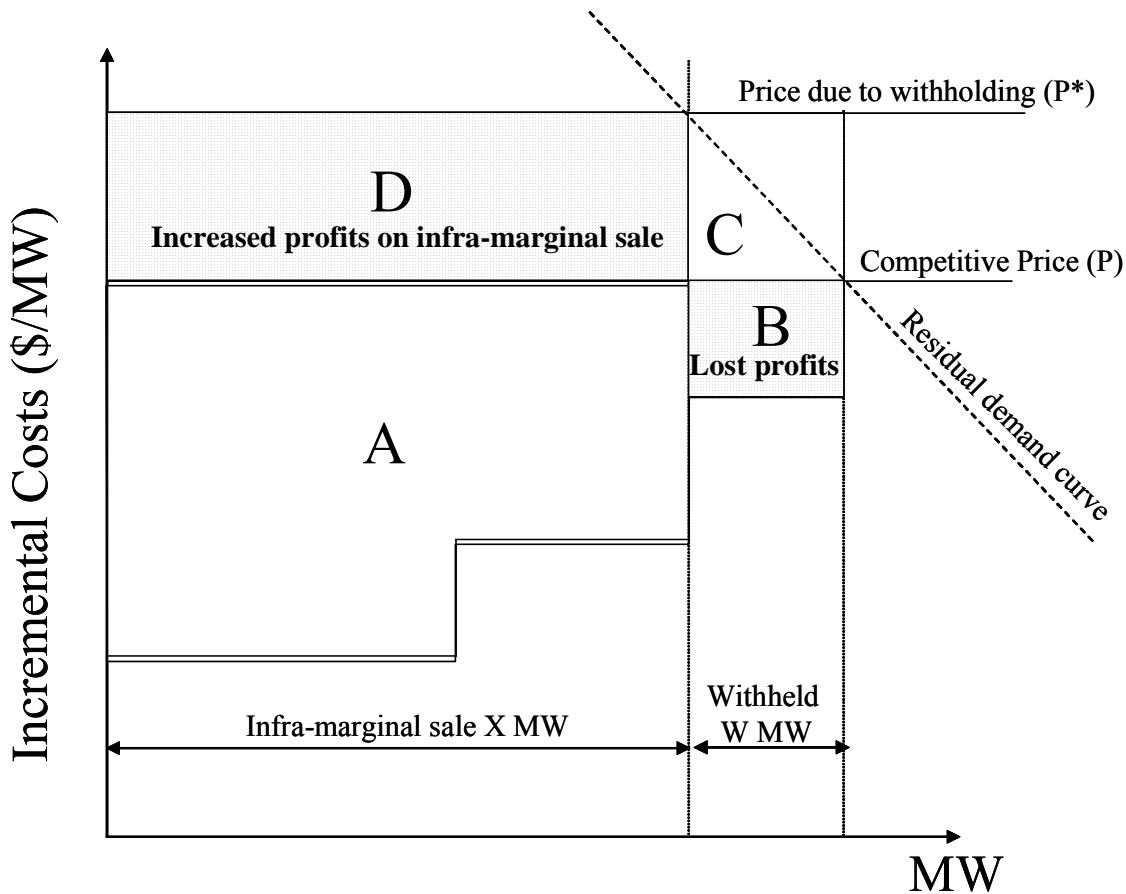 Price due to withholding (P*)
D
Increased profits on infra-marginal sale
C
Competitive Price (P)
B
Lost profits
Residual demand curve
A
Incremental Costs ($/MW)
Infra-marginal sale X MW
Withheld
W MW
MW